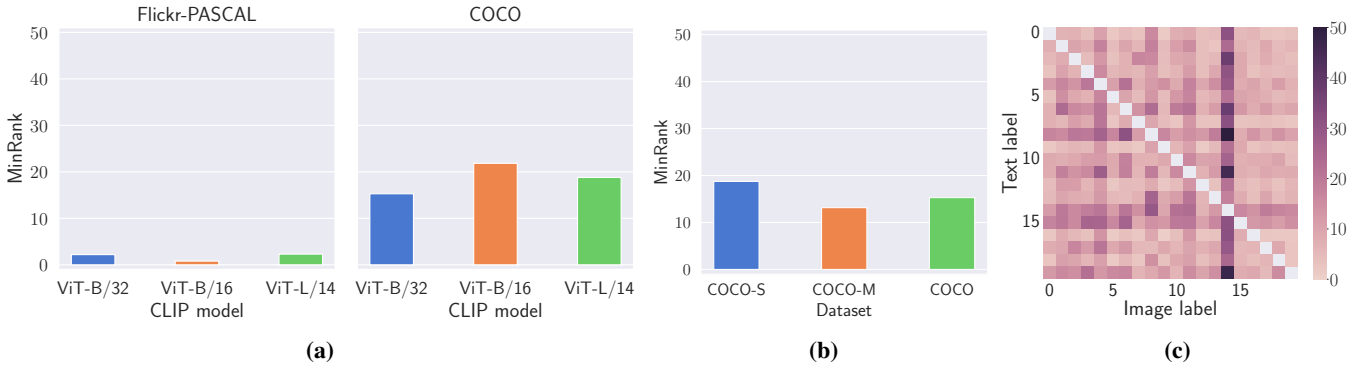 Flickr-PASCAL
COCO
MinRank
50
40
30
20
10
0
ViT-B/32 ViT-B/16 ViT-L/14
CLIP model
ViT-B/32 ViT-B/16 ViT-L/14
CLIP model
(a)
MinRank
50
40
30
20
10
0
COCO-S COCO-M COCO
Dataset
(b)
Text label
0
5
10
15
0 5 15
Image label
50
40
30
20
10
0
(c)